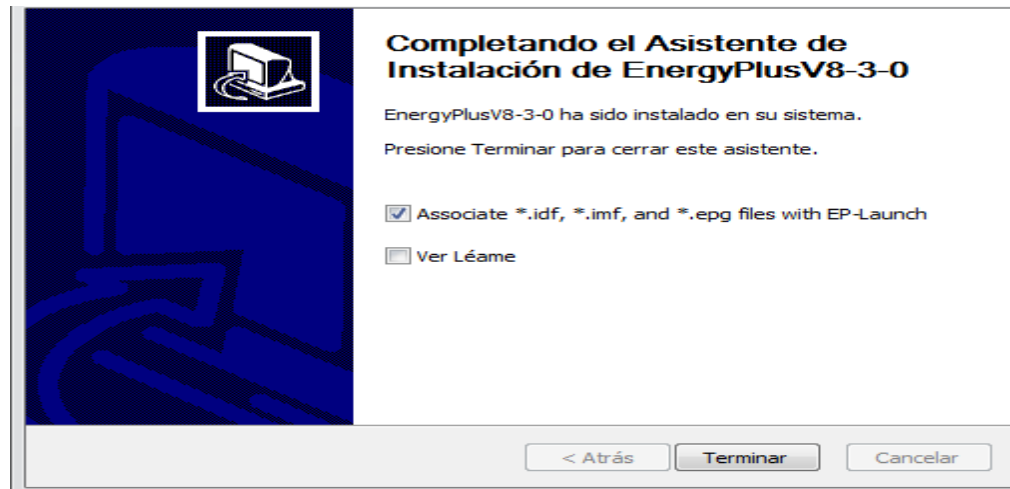 Completando el Asistente de
Instalación de EnergyPlusV8-3-0
EnergyPlusV8-3-0 ha sido instalado en su sistema.
Presione Terminar para cerrar este asistente.
Associate *.idf, *.imf, and *.epg files with EP-Launch
Ver Léame
< Atrás Terminar Cancelar